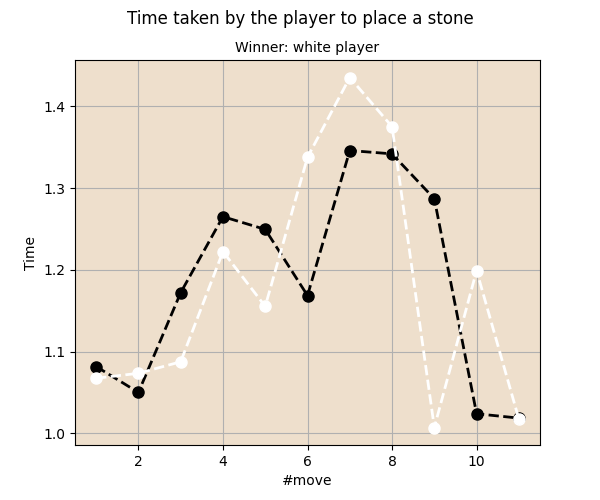 Time taken by the player to place a stone
Winner: white player
1.4
1.3
1.2
1.1
1.0
Time
2 4 6 8 10
#move